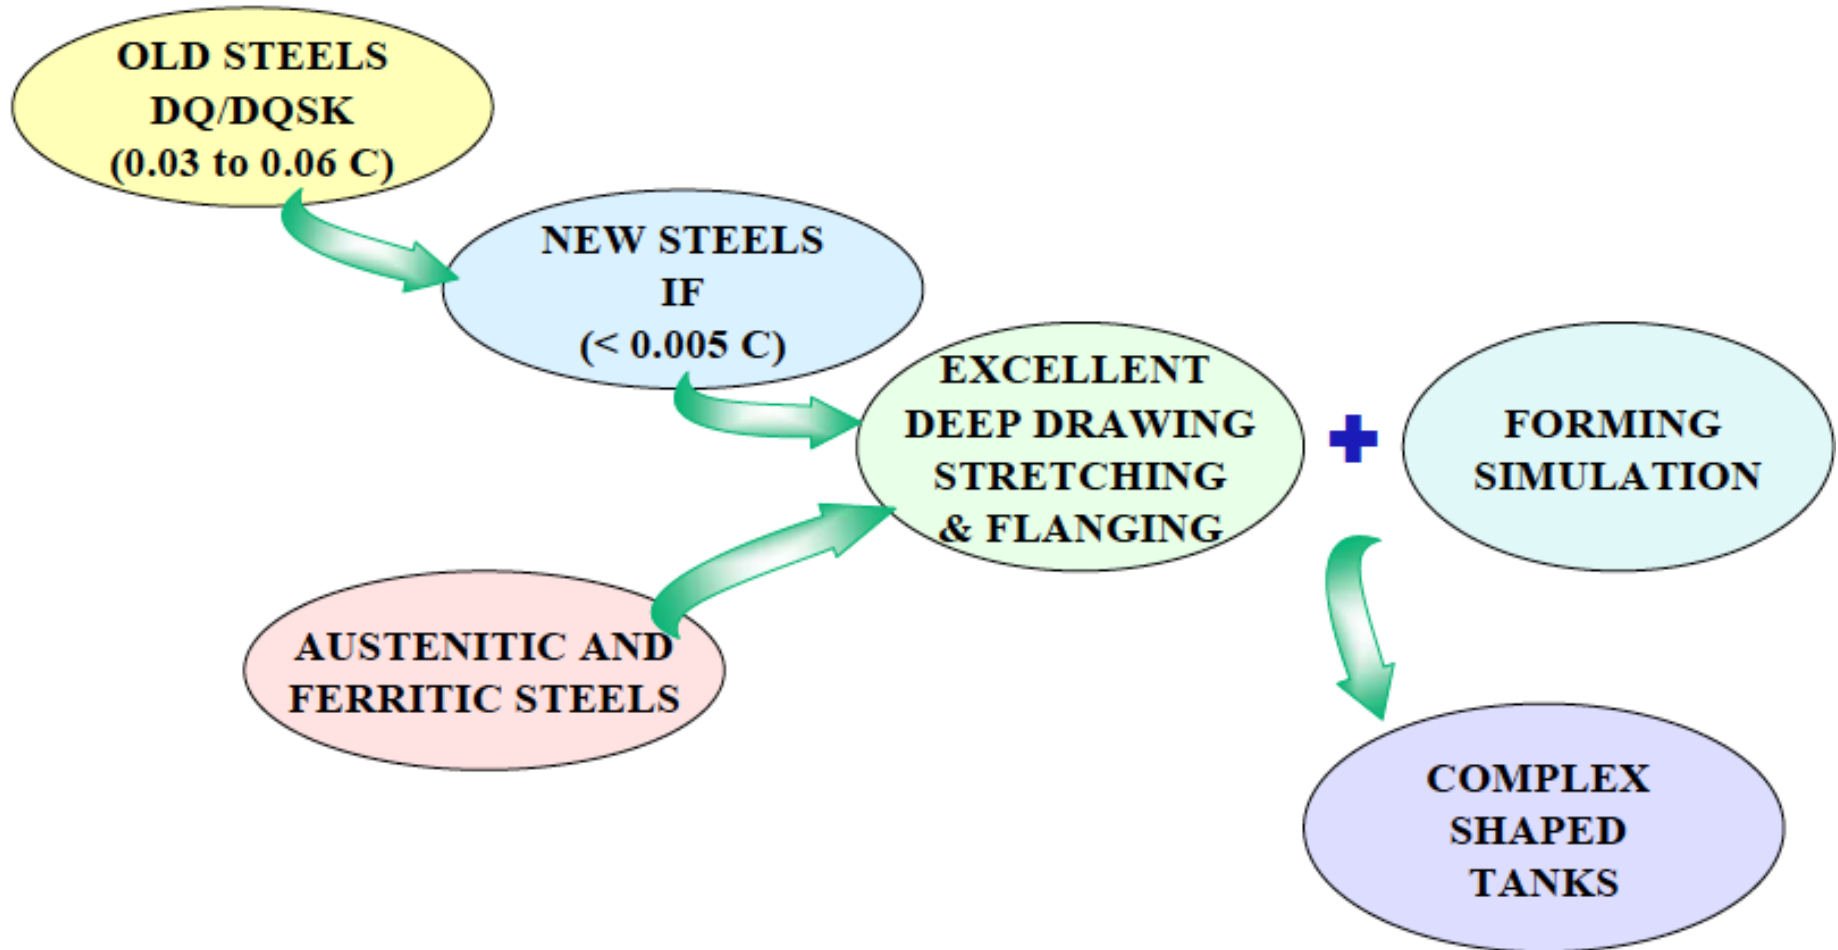 OLD STEELS
DQ/DQSK
(0.03 to 0.06 C)
NEW STEELS
IF
(< 0.005 C)
EXCELLENT
DEEP DRAWING
STRETCHING
& FLANGING
FORMING
SIMULATION
AUSTENITIC AND
FERRITIC STEELS
COMPLEX
SHAPED
TANKS